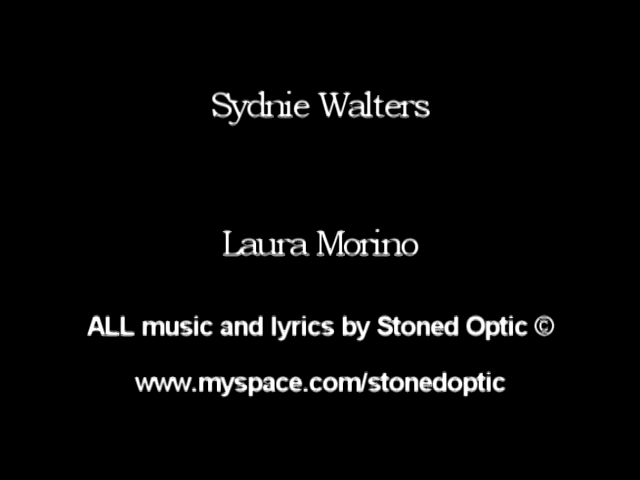 Sydnie Walters
Laura Morino
ALL music and lyrics by Stoned Optic ©
www.myspace.com/stonedoptic